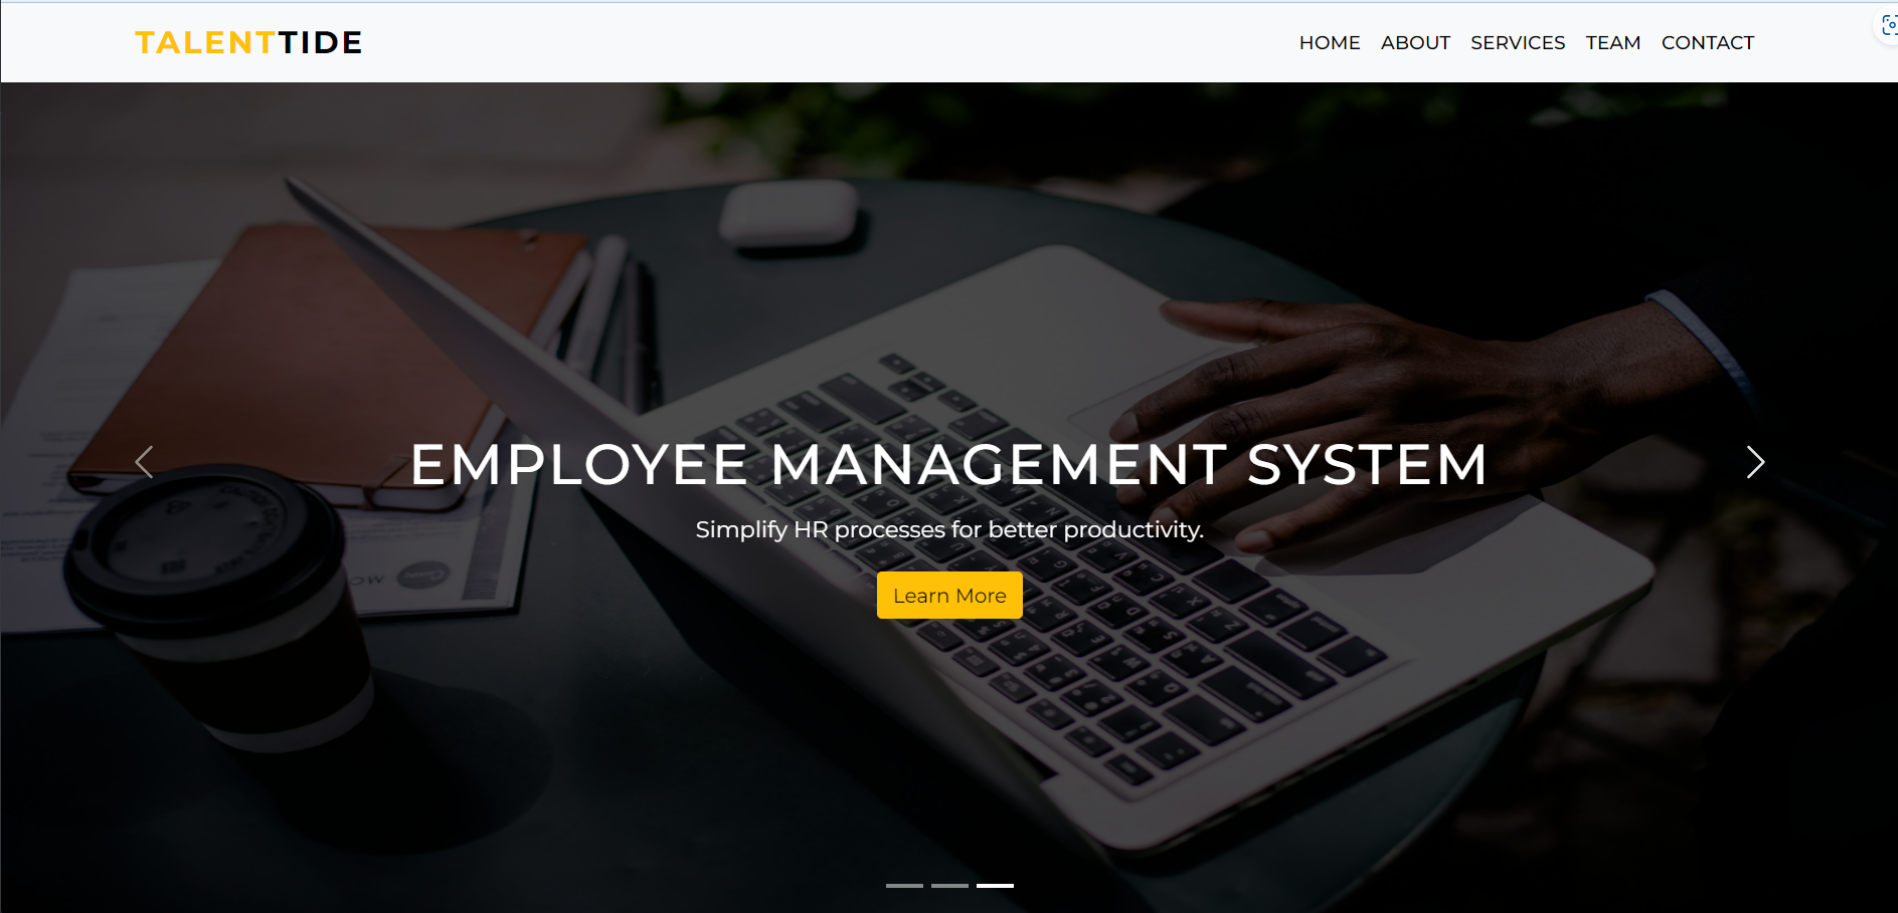 TALENTTIDE
HOME ABOUT SERVICES TEAM CONTACT
EMPLOYEE MANAGEMENT SYSTEM
Simplify HR processes for better productivity.
Learn More